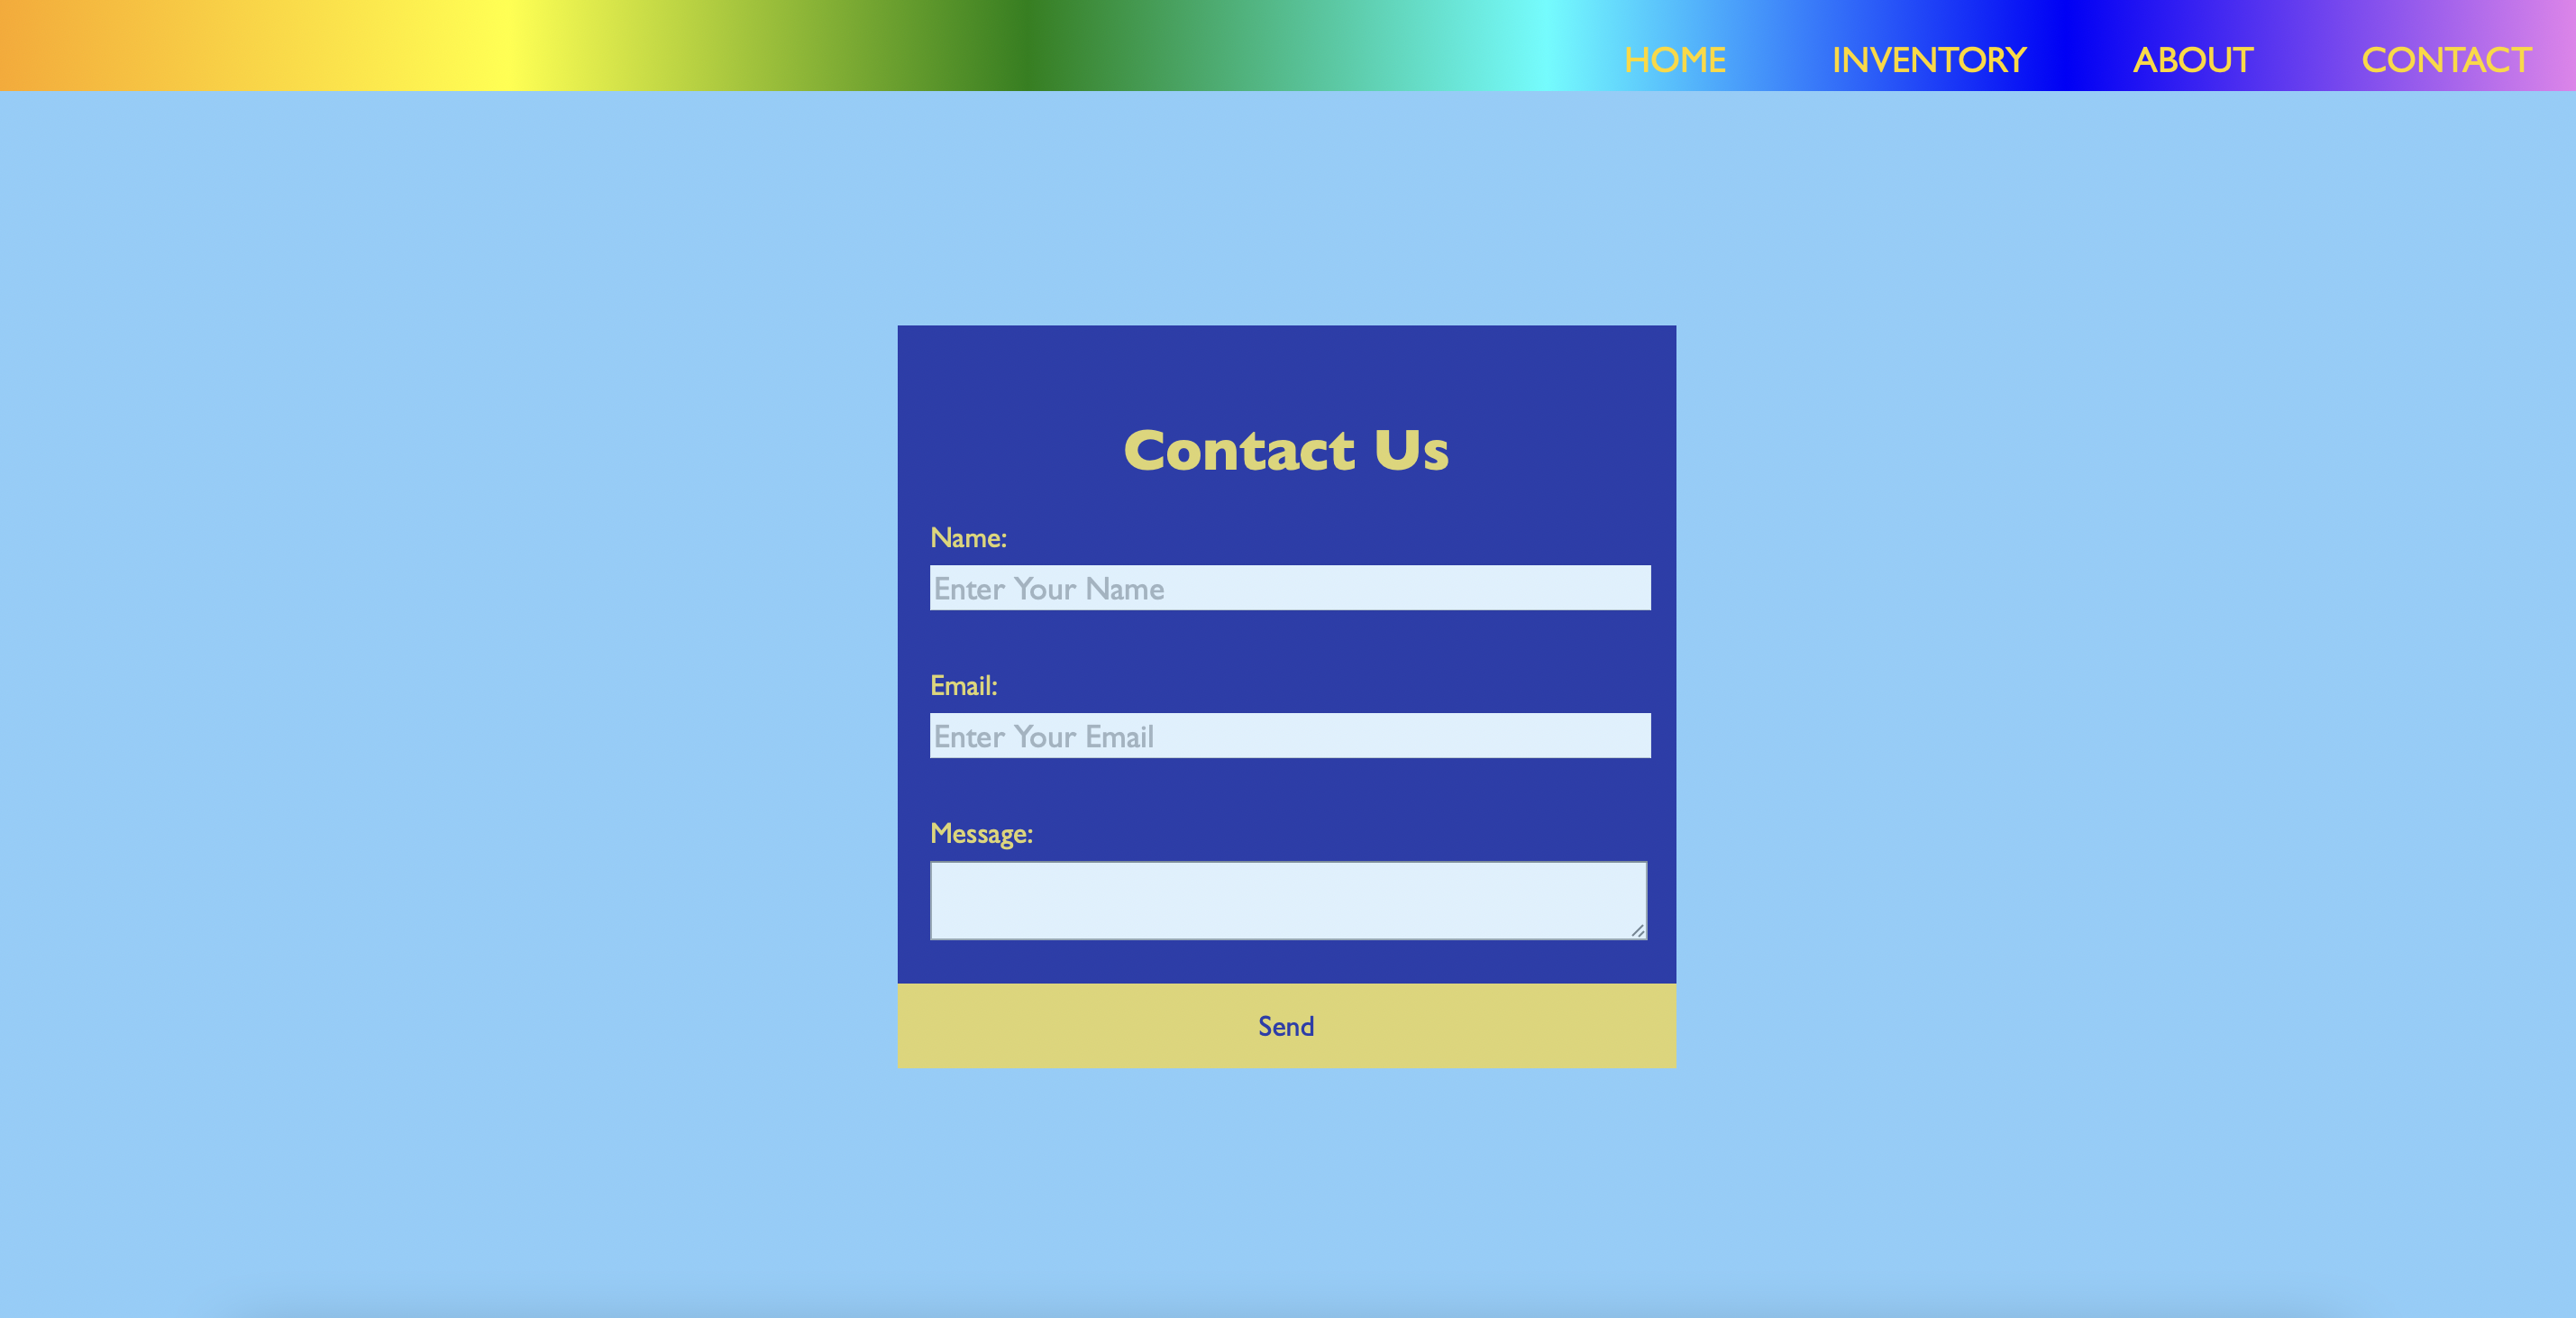 HOME INVENTORY ABOUT CONTACT
Contact Us
Name:
Enter Your Name
Email:
Enter Your Email
Message:
Send